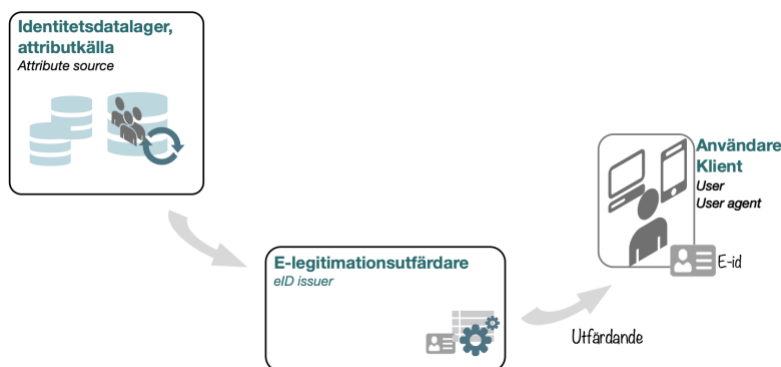 Identitetsdatalager,
attributkälla
Attribute source
Användare
Klient
User
User agent
E-id
E-legitimationsutfärdare
eID issuer
Utfärdande